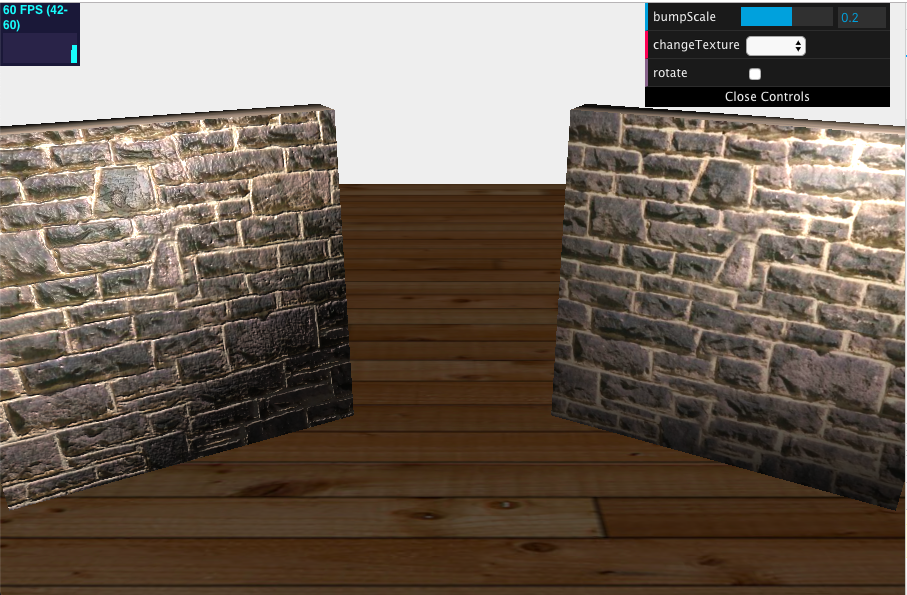 60 FPS (42-
60)
bumpScale 0.2
changeTexture
rotate
Close Controls